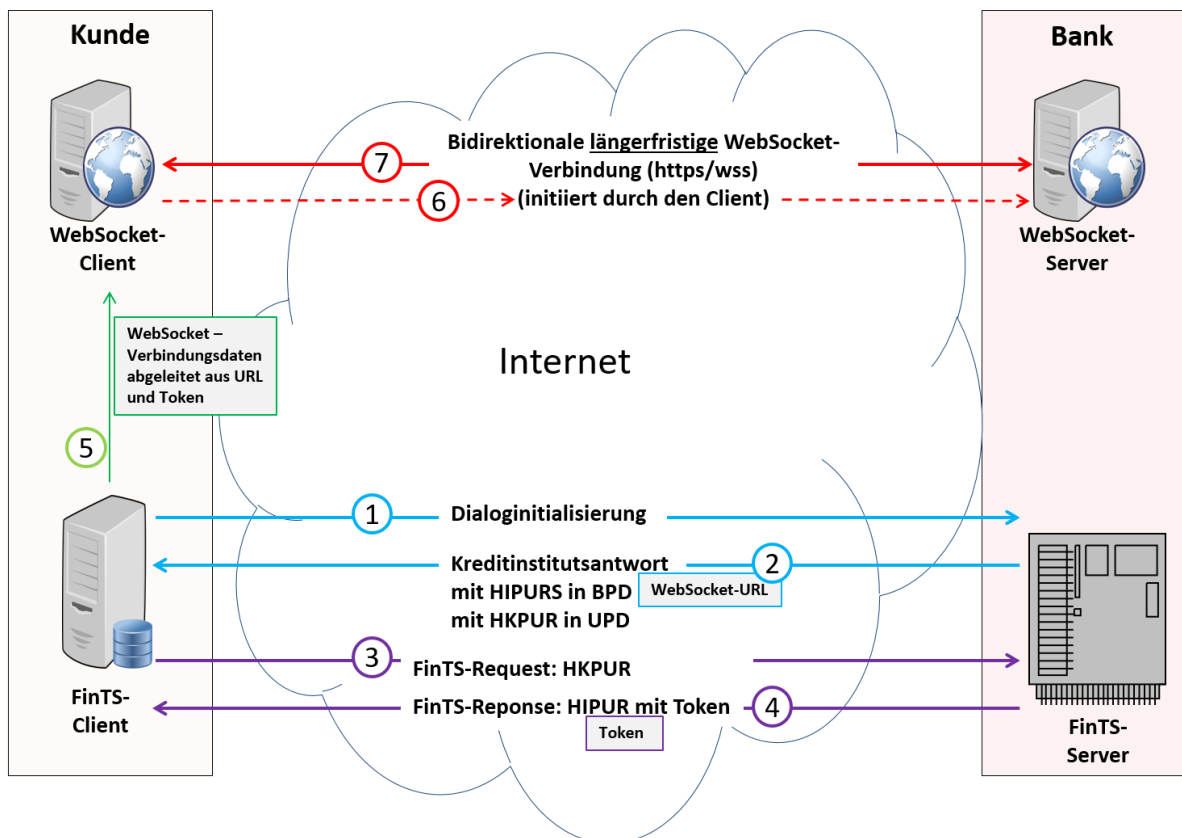 Kunde
Bank
Bidirektionale längerfristige WebSocket-
Verbindung (https/wss)
(initiiert durch den Client)
7
6
WebSocket-
Client
WebSocket-
Server
WebSocket –
Verbindungsdaten
abgeleitet aus URL
und Token
Internet
5
1
Dialoginitialisierung
Kreditinstitutsantwort
2
mit HIPURS in BPD
WebSocket-URL
mit HKPUR in UPD
3
FinTS-Request: HKPUR
FinTS-Reponse: HIPUR mit Token
4
Token
FinTS-
Client
FinTS-
Server